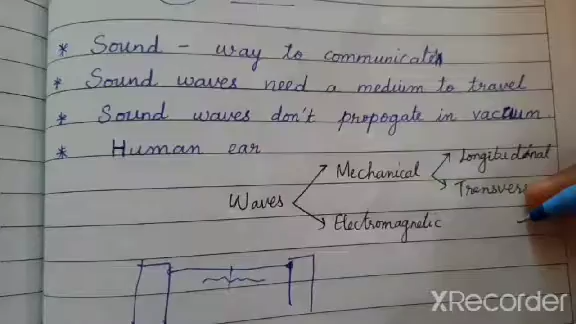 * Sound - way to communicate
* Sound waves need a medium to travel
* Sound waves don't propogate in vacuum.
* Human ear
Waves
Mechanical
Longitudinal
Transvers
Electromagnetic
XRecorder